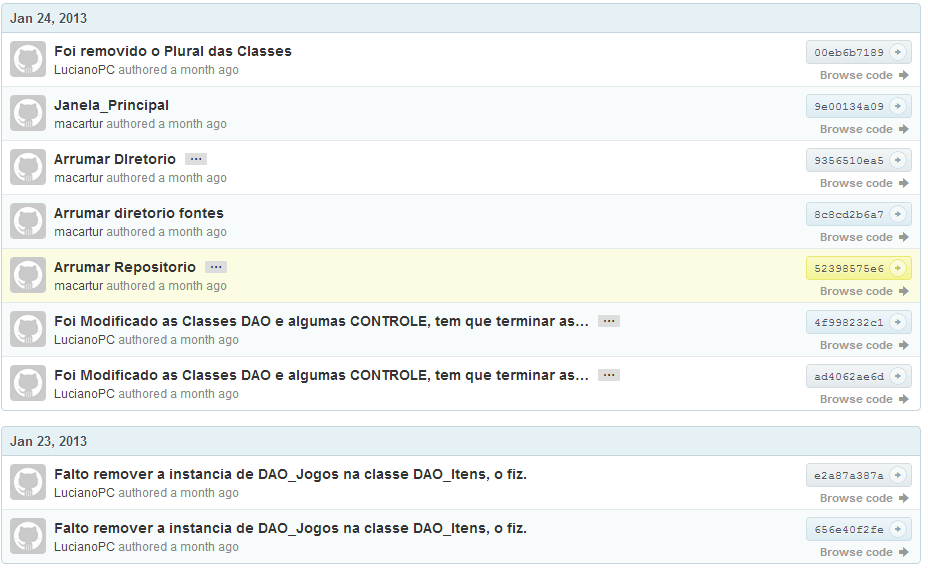 Jan 24, 2013
Foi removido o Plural das Classes
00eb6b7189
LucianoPC authored a month ago
Browse code
Janela_Principal
9e00134a09
macartur authored a month ago
Browse code
Arrumar DIretorio ...
9356510ea5
macartur authored a month ago
Browse code
Arrumar diretorio fontes
8c8cd2b6a7
macartur authored a month ago
Browse code
Arrumar Repositorio ...
52398575e6
macartur authored a month ago
Browse code
Foi Modificado as Classes DAO e algumas CONTROLE, tem que terminar as... ...
4f998232c1
LucianoPC authored a month ago
Browse code
Foi Modificado as Classes DAO e algumas CONTROLE, tem que terminar as... ...
ad4062ae6d
LucianoPC authored a month ago
Browse code
Jan 23, 2013
Falto remover a instancia de DAO_Jogos na classe DAO_Itens, o fiz.
e2a87a387a
LucianoPC authored a month ago
Browse code
Falto remover a instancia de DAO_Jogos na classe DAO_Itens, o fiz.
656e40f2fe
LucianoPC authored a month ago
Browse code